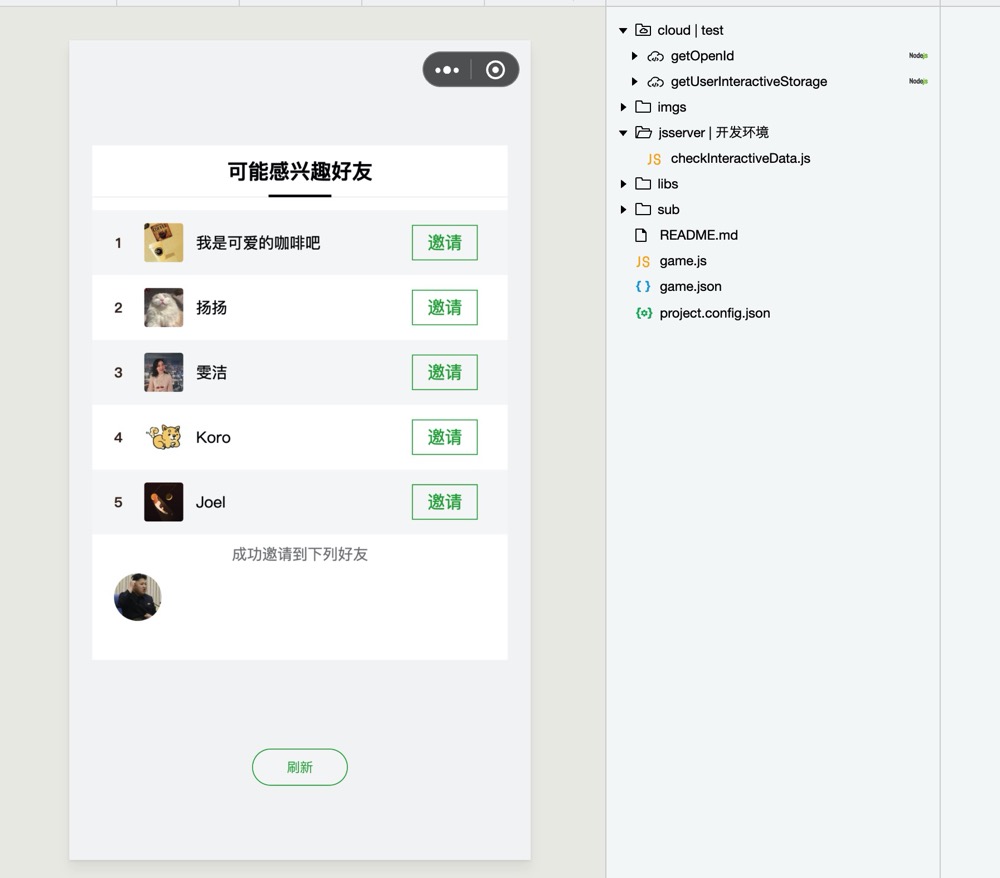 可能感兴趣好友
1 我是可爱的咖啡吧 邀请
2 扬扬 邀请
3 雯洁 邀请
4 Koro 邀请
5 Joel 邀请
成功邀请到下列好友
刷新
cloud | test
getOpenId Nodejs
getUserInteractiveStorage Nodejs
imgs
jsserver | 开发环境
JS checkInteractiveData.js
libs
sub
README.md
JS game.js
{ } game.json
project.config.json